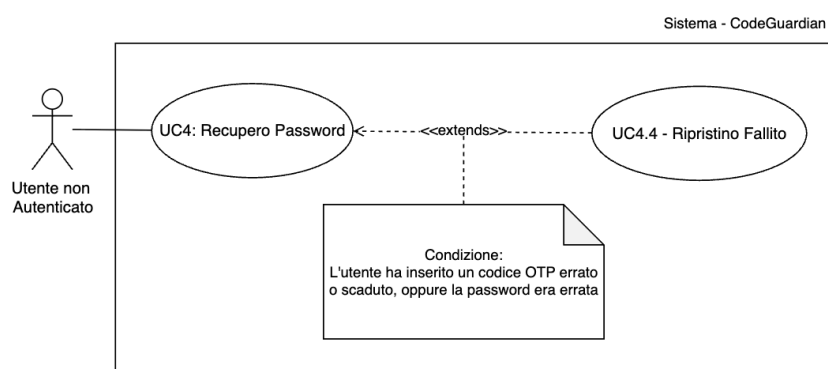 Sistema - CodeGuardian
UC4: Recupero Password
<<extends>>
UC4.4 - Ripristino Fallito
Utente non
Autenticato
Condizione:
L'utente ha inserito un codice OTP errato
o scaduto, oppure la password era errata